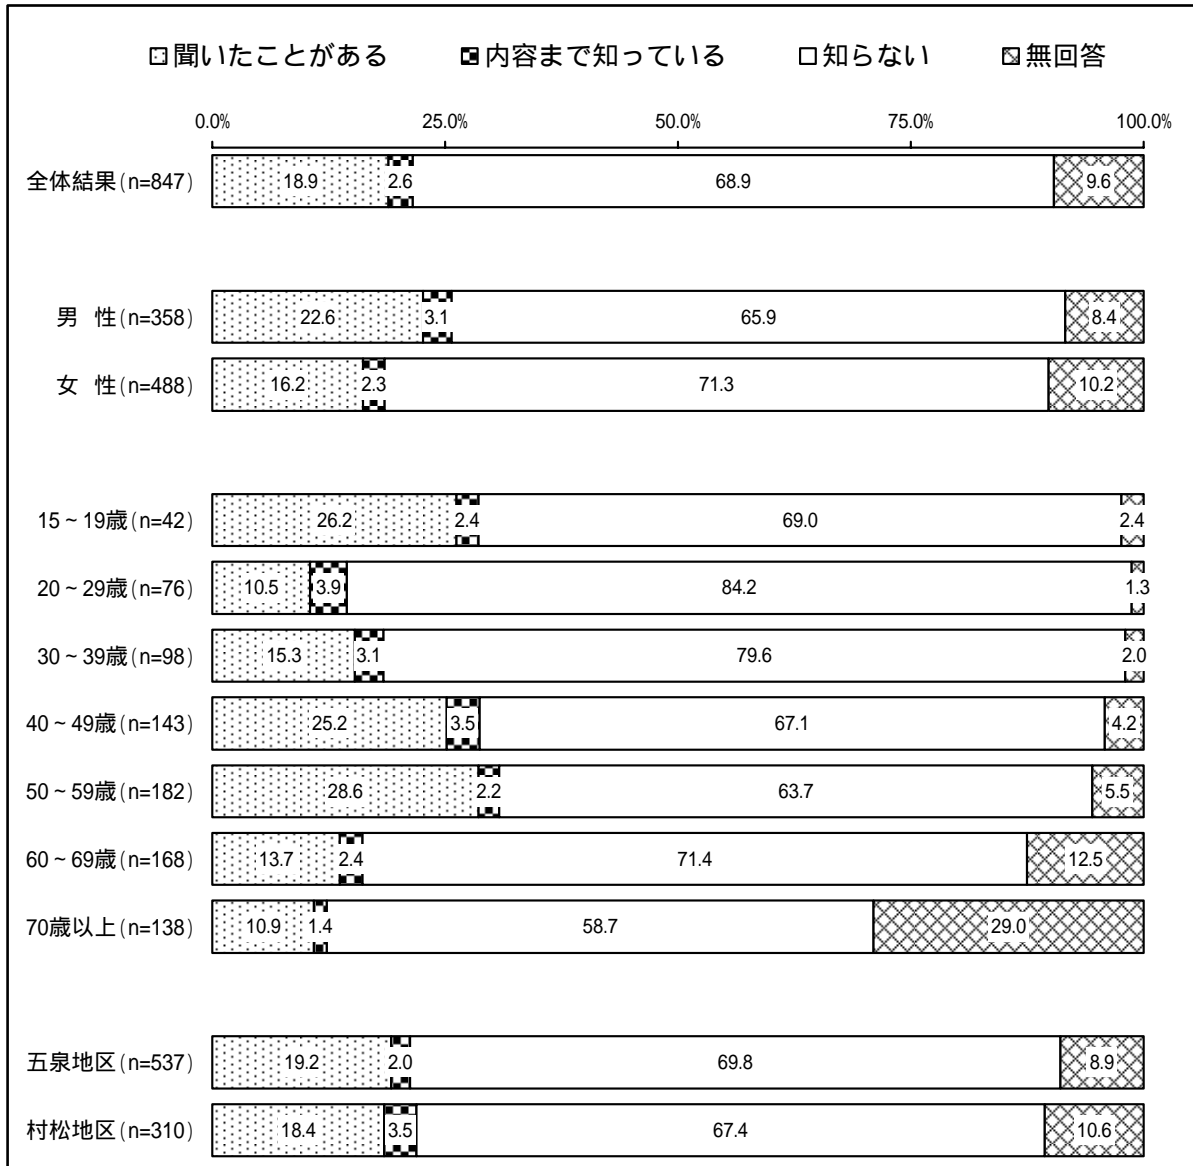 聞いたことがある 内容まで知っている 知らない 無回答
0.0% 25.0% 50.0% 75.0% 100.0%
全体結果(n=847) 18.9 2.6 68.9 9.6
男 性(n=358) 22.6 3.1 65.9 8.4
女 性(n=488) 16.2 2.3 71.3 10.2
15~19歳(n=42) 26.2 2.4 69.0 2.4
20~29歳(n=76) 10.5 3.9 84.2 1.3
30~39歳(n=98) 15.3 3.1 79.6 2.0
40~49歳(n=143) 25.2 3.5 67.1 4.2
50~59歳(n=182) 28.6 2.2 63.7 5.5
60~69歳(n=168) 13.7 2.4 71.4 12.5
70歳以上(n=138) 10.9 1.4 58.7 29.0
五泉地区(n=537) 19.2 2.0 69.8 8.9
村松地区(n=310) 18.4 3.5 67.4 10.6